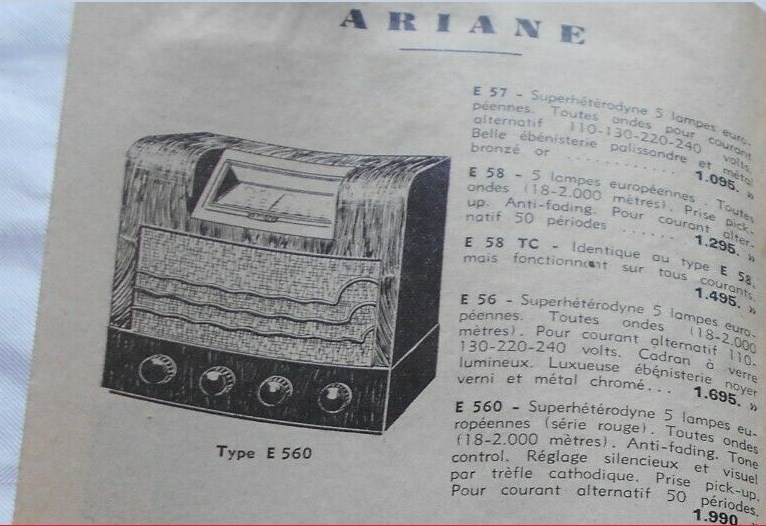 ARIANE
E 57 - Superhétérodyne 5 lampes euro-
péennes. Toutes ondes pour courant
alternatif 110-130-220-240 volts.
Belle ébénisterie palissandre et métal
bronzé or ............ 1.095. »
E 58 - 5 lampes européennes. Toutes
ondes (18-2.000 mètres). Prise pick-
up. Anti-fading. Pour courant alter-
natif 50 périodes ........ 1.295. »
E 58 TC - Identique au type E 58,
mais fonctionnant sur tous courants.
1.495. »
E 56 - Superhétérodyne 5 lampes euro-
péennes. Toutes ondes (18-2.000
mètres). Pour courant alternatif 110-
130-220-240 volts. Cadran à verre
lumineux. Luxueuse ébénisterie noyer
verni et métal chromé... 1.695. »
E 560 - Superhétérodyne 5 lampes eu-
ropéennes (série rouge). Toutes ondes
(18-2.000 mètres). Anti-fading. Tone
control. Réglage silencieux et visuel
par trèfle cathodique. Prise pick-up.
Pour courant alternatif 50 périodes.
1.990. »
Type E 560